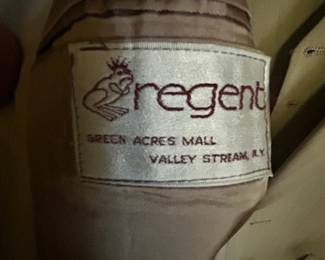 regent
GREEN ACRES MALL
VALLEY STREAM, N.Y.